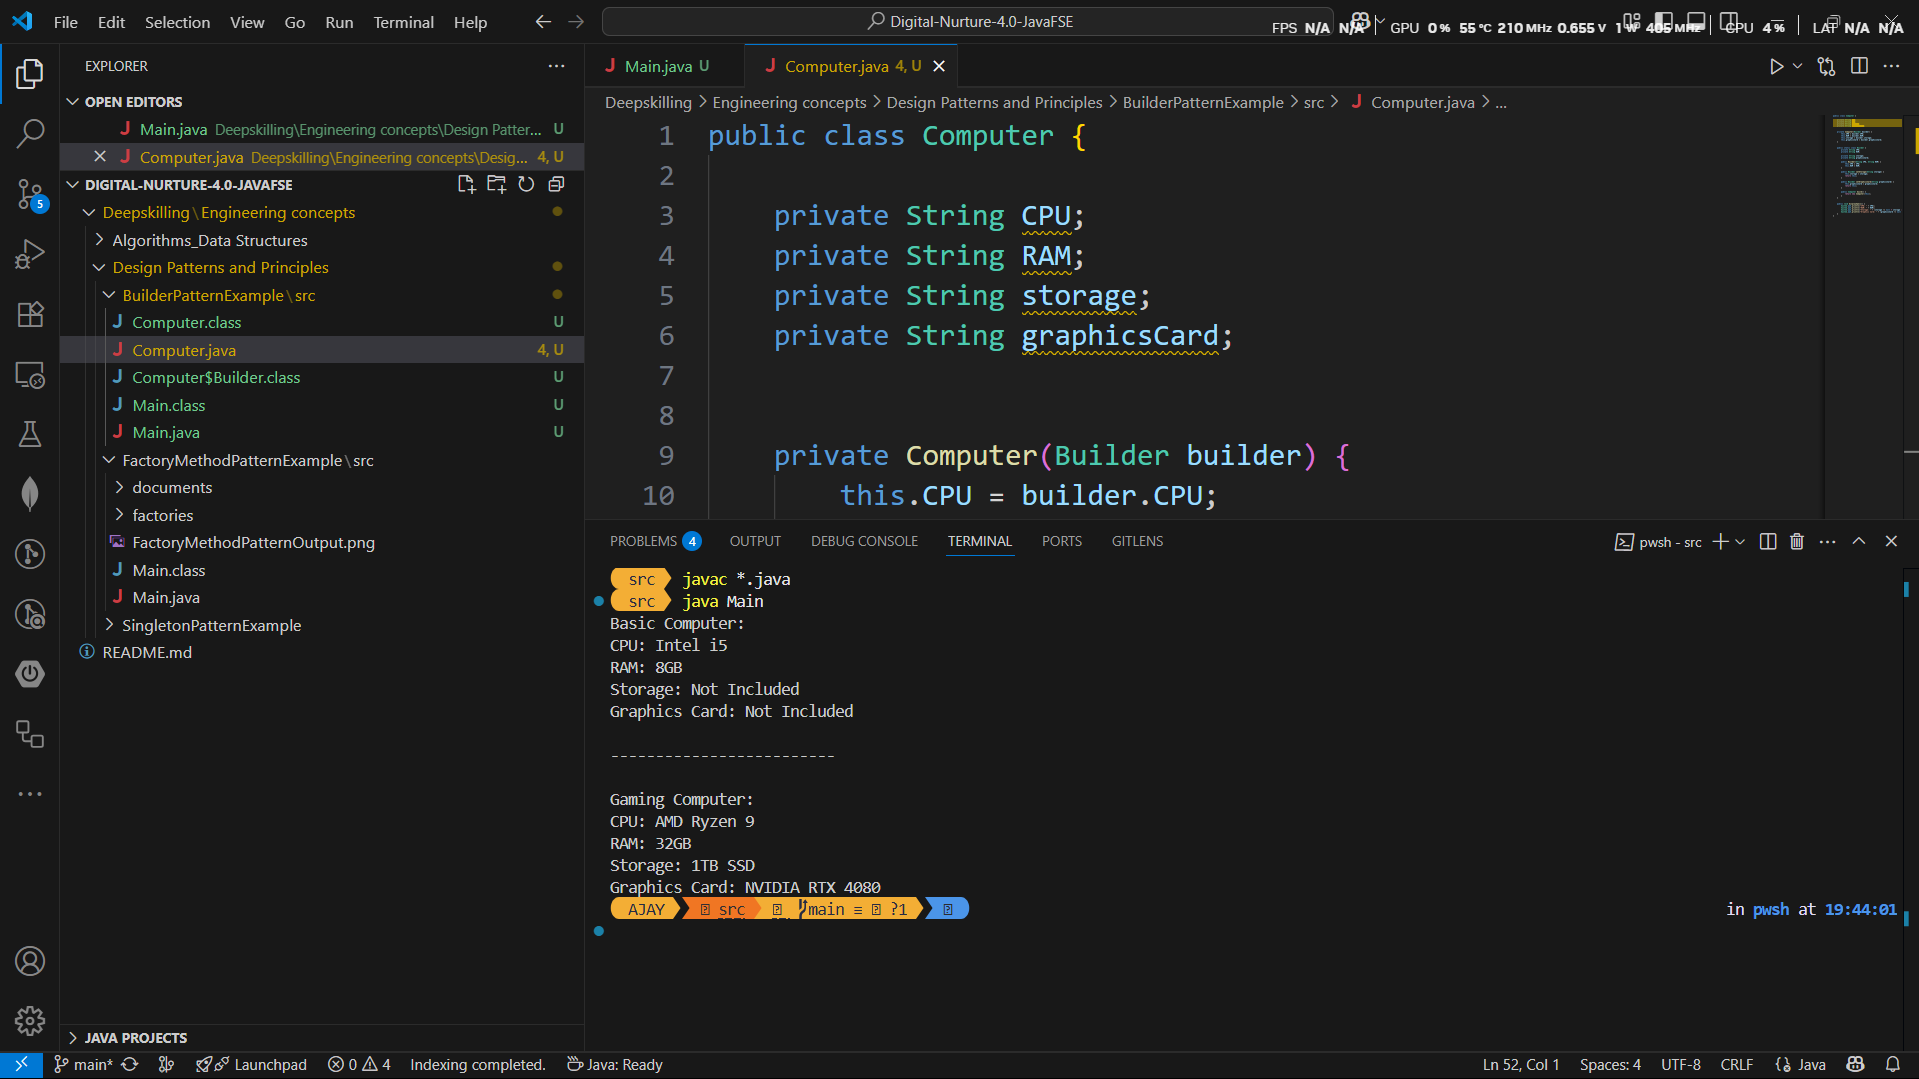 File Edit Selection View Go Run Terminal Help
Digital-Nurture-4.0-JavaFSE
FPS N/A N/A GPU 0% 55°C 210 MHz 0.655 V 1 W 405 MHz CPU 4% LAT N/A N/A
EXPLORER
OPEN EDITORS
Main.java Deepskilling\Engineering concepts\Design Patter... U
Computer.java Deepskilling\Engineering concepts\Desig... 4, U
DIGITAL-NURTURE-4.0-JAVAFSE
Deepskilling\Engineering concepts
Algorithms_Data Structures
Design Patterns and Principles
BuilderPatternExample\src
Computer.class U
Computer.java 4, U
Computer$Builder.class U
Main.class U
Main.java U
FactoryMethodPatternExample\src
documents
factories
FactoryMethodPatternOutput.png
Main.class
Main.java
SingletonPatternExample
README.md
JAVA PROJECTS
5
Main.java U
Computer.java 4, U
Deepskilling > Engineering concepts > Design Patterns and Principles > BuilderPatternExample > src > Computer.java > ...
1 public class Computer {
2
3 private String CPU;
4 private String RAM;
5 private String storage;
6 private String graphicsCard;
7
8
9 private Computer(Builder builder) {
10 this.CPU = builder.CPU;
PROBLEMS 4 OUTPUT DEBUG CONSOLE TERMINAL PORTS GITLENS
pwsh - src
src javac *.java
src java Main
Basic Computer:
CPU: Intel i5
RAM: 8GB
Storage: Not Included
Graphics Card: Not Included
-------------------------
Gaming Computer:
CPU: AMD Ryzen 9
RAM: 32GB
Storage: 1TB SSD
Graphics Card: NVIDIA RTX 4080
AJAY src main ≡ ?1
in pwsh at 19:44:01
main* Launchpad 0 4 Indexing completed. Java: Ready
Ln 52, Col 1 Spaces: 4 UTF-8 CRLF Java